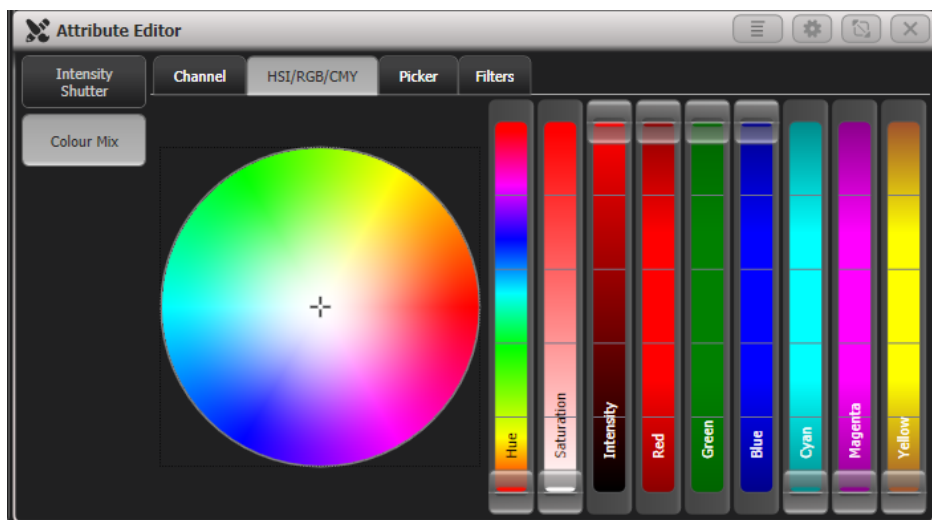 Attribute Editor
Intensity
Shutter
Colour Mix
Channel
HSI/RGB/CMY
Picker
Filters
Hue
Saturation
Intensity
Red
Green
Blue
Cyan
Magenta
Yellow